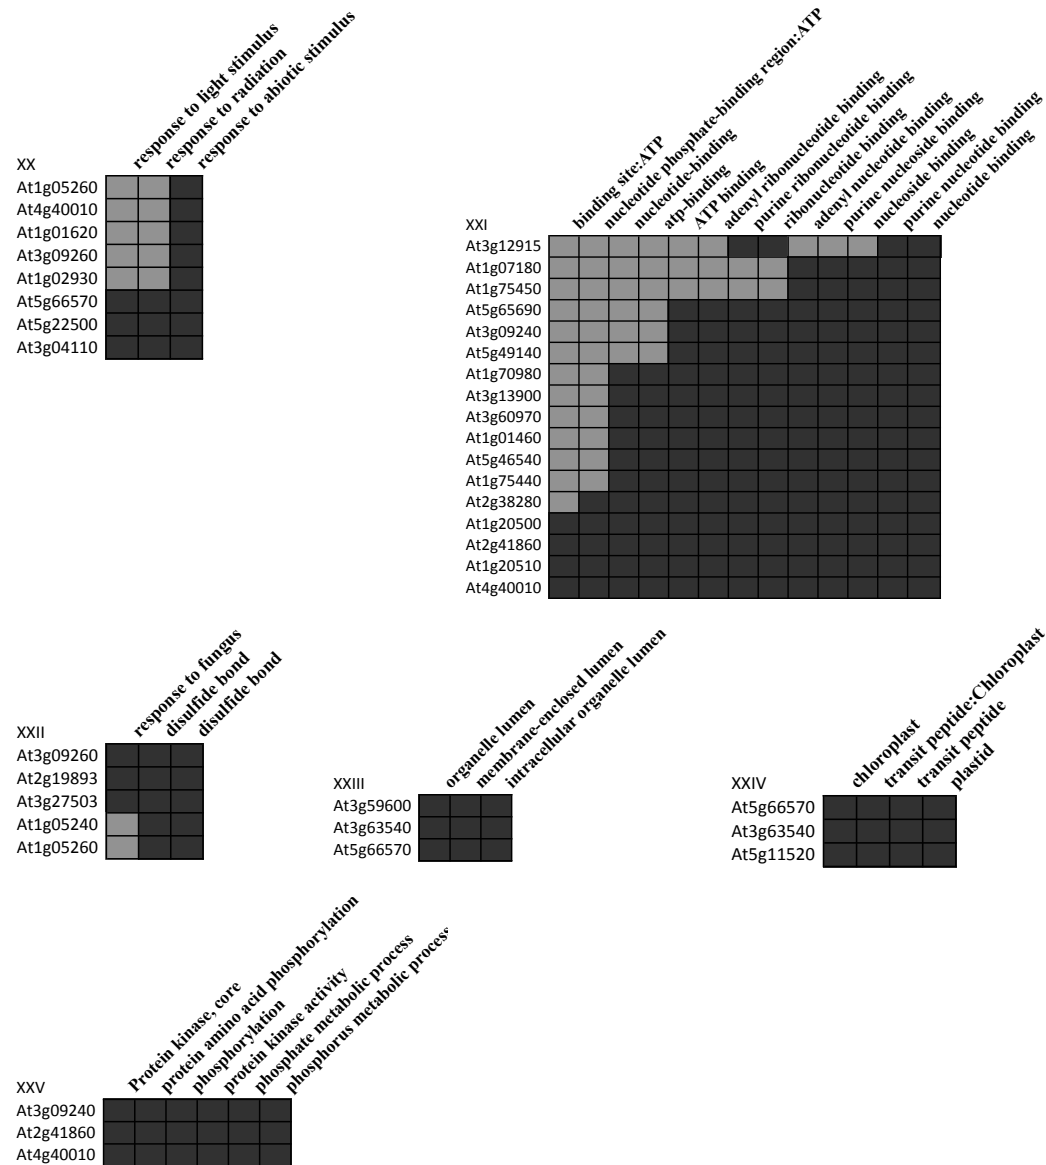 response to light stimulus
response to radiation
response to abiotic stimulus
XX
At1g05260
At4g40010
At1g01620
At3g09260
At1g02930
At5g66570
At5g22500
At3g04110
binding site:ATP
nucleotide phosphate-binding region:ATP
nucleotide-binding
atp-binding
ATP binding
adenyl ribonucleotide binding
purine ribonucleotide binding
ribonucleotide binding
adenyl nucleotide binding
purine nucleoside binding
nucleoside binding
purine nucleotide binding
nucleotide binding
XXI
At3g12915
At1g07180
At1g75450
At5g65690
At3g09240
At5g49140
At1g70980
At3g13900
At3g60970
At1g01460
At5g46540
At1g75440
At2g38280
At1g20500
At2g41860
At1g20510
At4g40010
response to fungus
disulfide bond
disulfide bond
XXII
At3g09260
At2g19893
At3g27503
At1g05240
At1g05260
organelle lumen
membrane-enclosed lumen
intracellular organelle lumen
XXIII
At3g59600
At3g63540
At5g66570
chloroplast
transit peptide:Chloroplast
transit peptide
plastid
XXIV
At5g66570
At3g63540
At5g11520
Protein kinase, core
protein amino acid phosphorylation
phosphorylation
protein kinase activity
phosphate metabolic process
phosphorus metabolic process
XXV
At3g09240
At2g41860
At4g40010